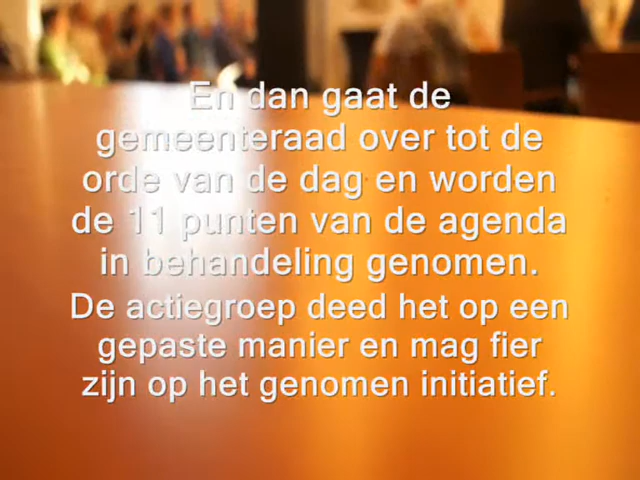 En dan gaat de
gemeenteraad over tot de
orde van de dag en worden
de 11 punten van de agenda
in behandeling genomen.
De actiegroep deed het op een
gepaste manier en mag fier
zijn op het genomen initiatief.